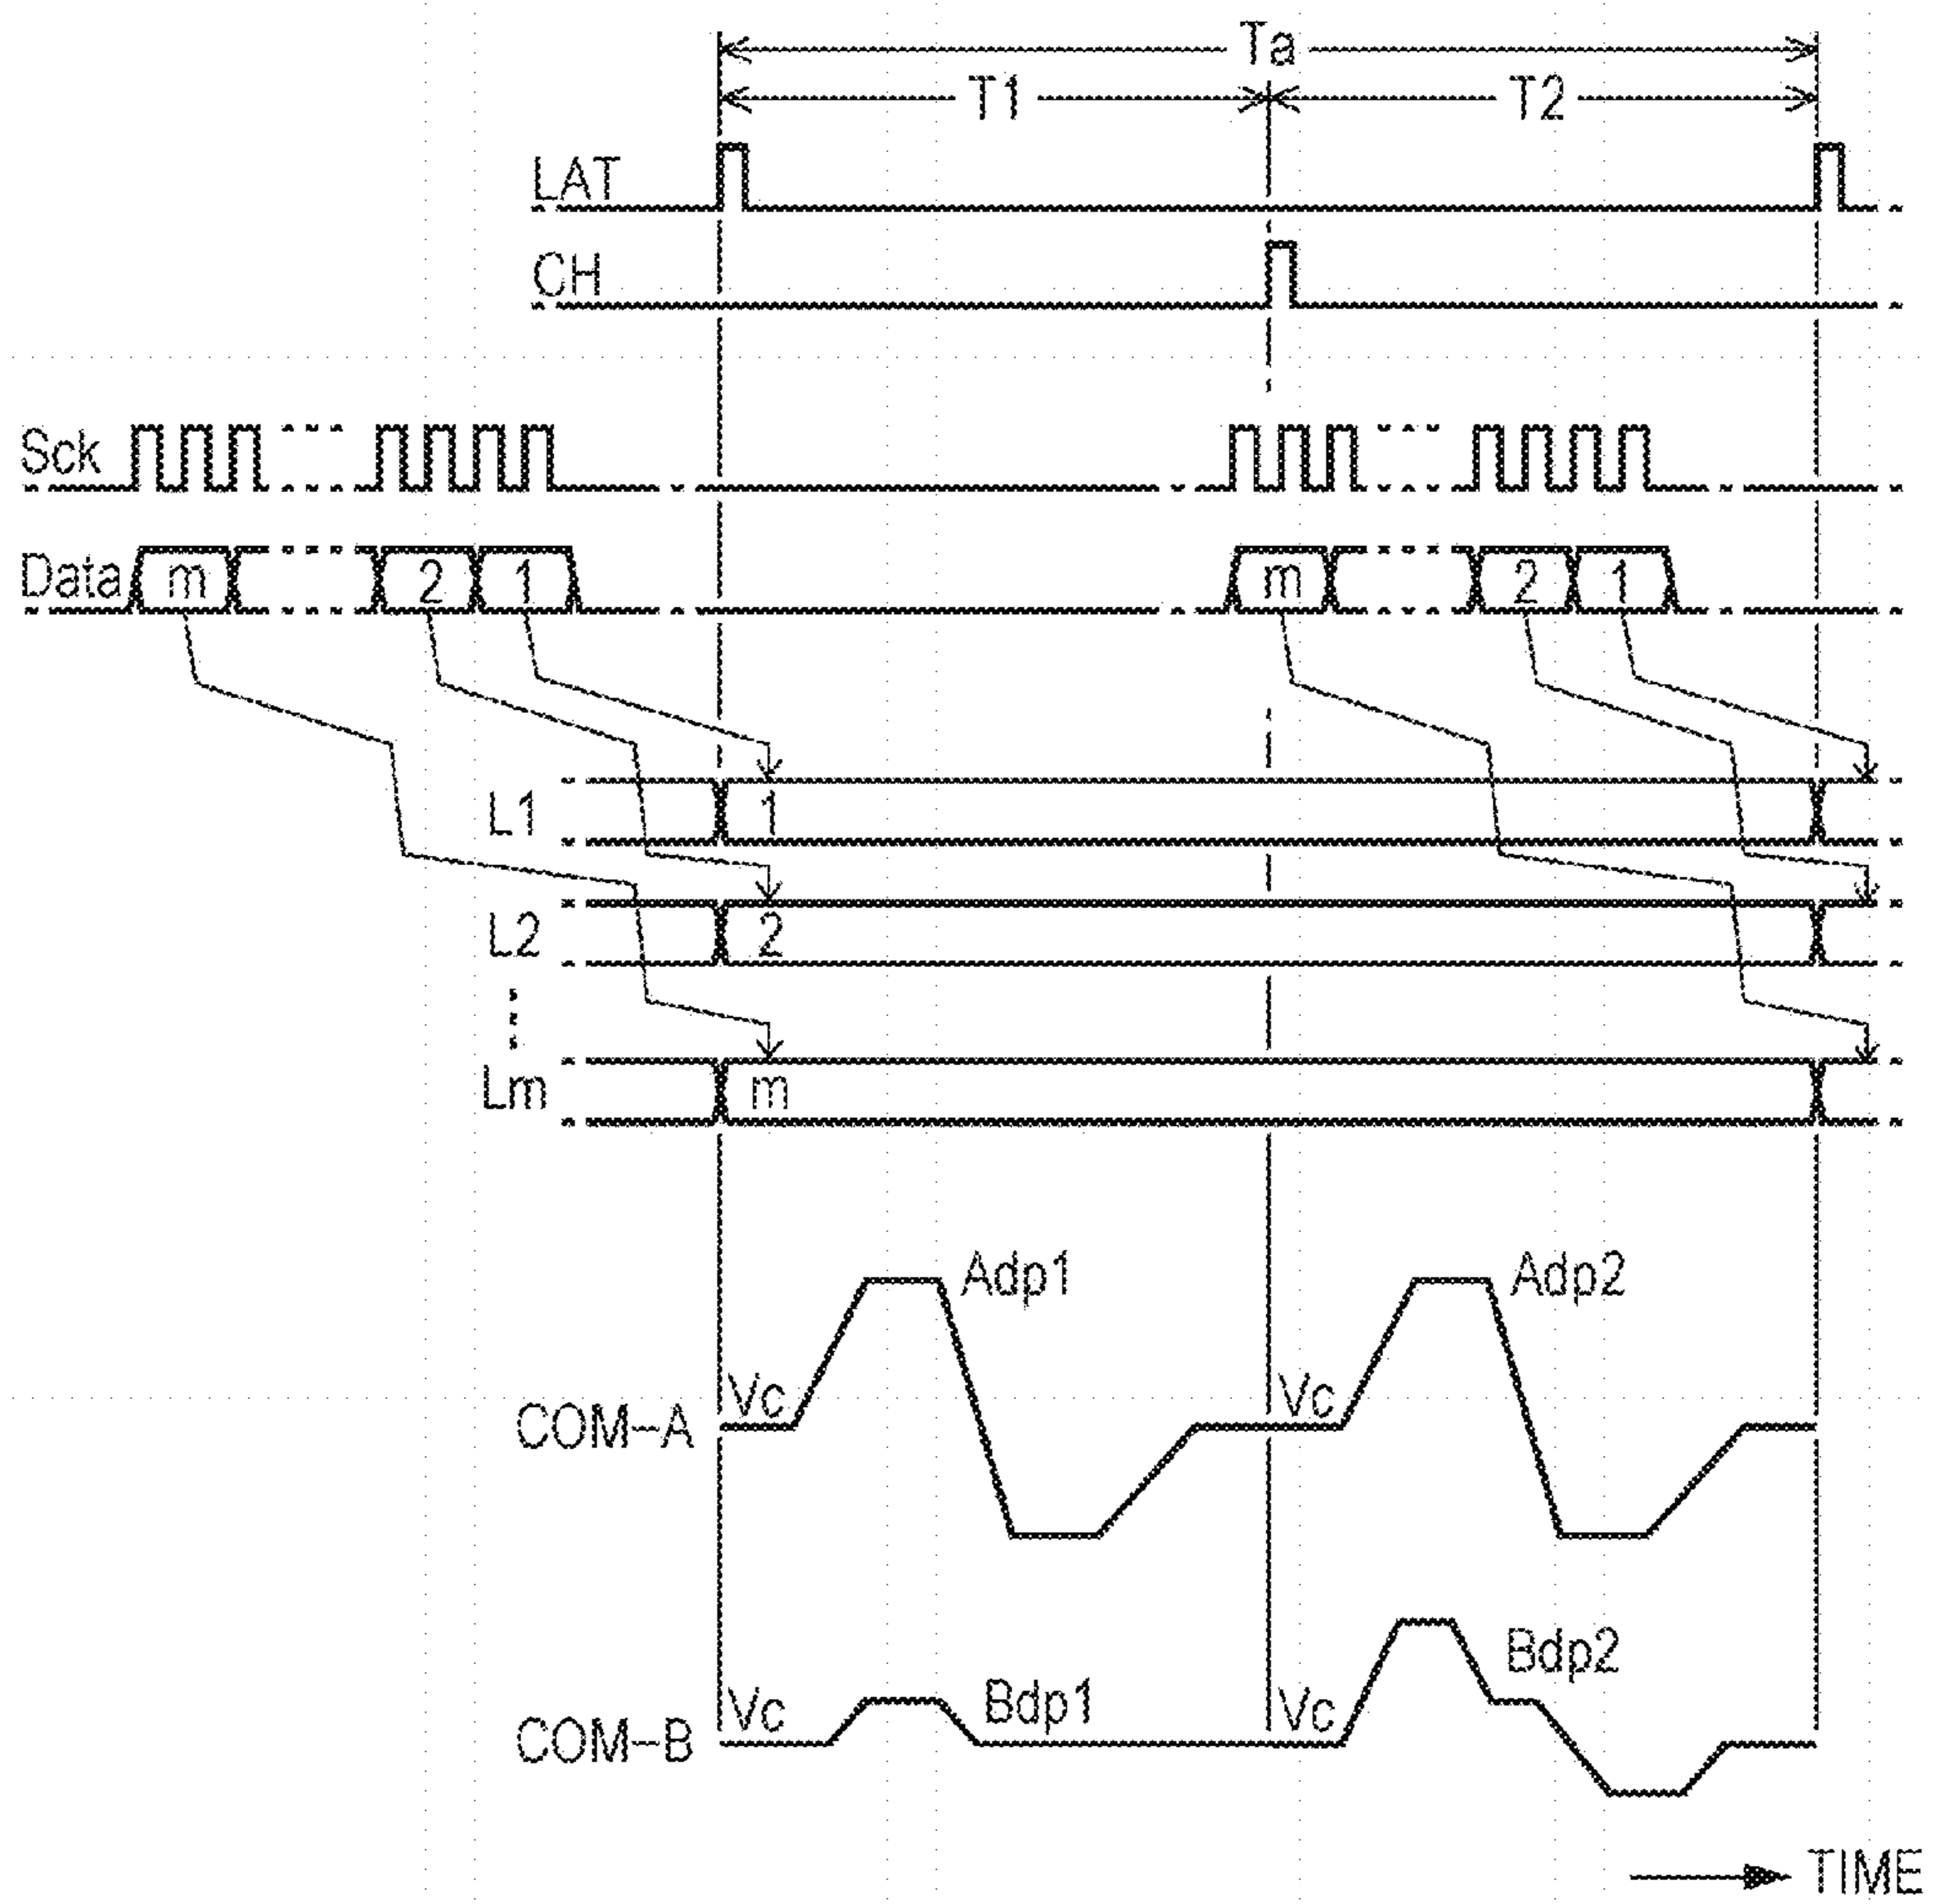 Ta
T1 T2
LAT
CH
Sck
Data m 2 1 m 2 1
L1 1
L2 2
Lm m
Adp1 Adp2
Vc Vc
COM-A
Bdp2
Vc Bdp1 Vc
COM-B
TIME